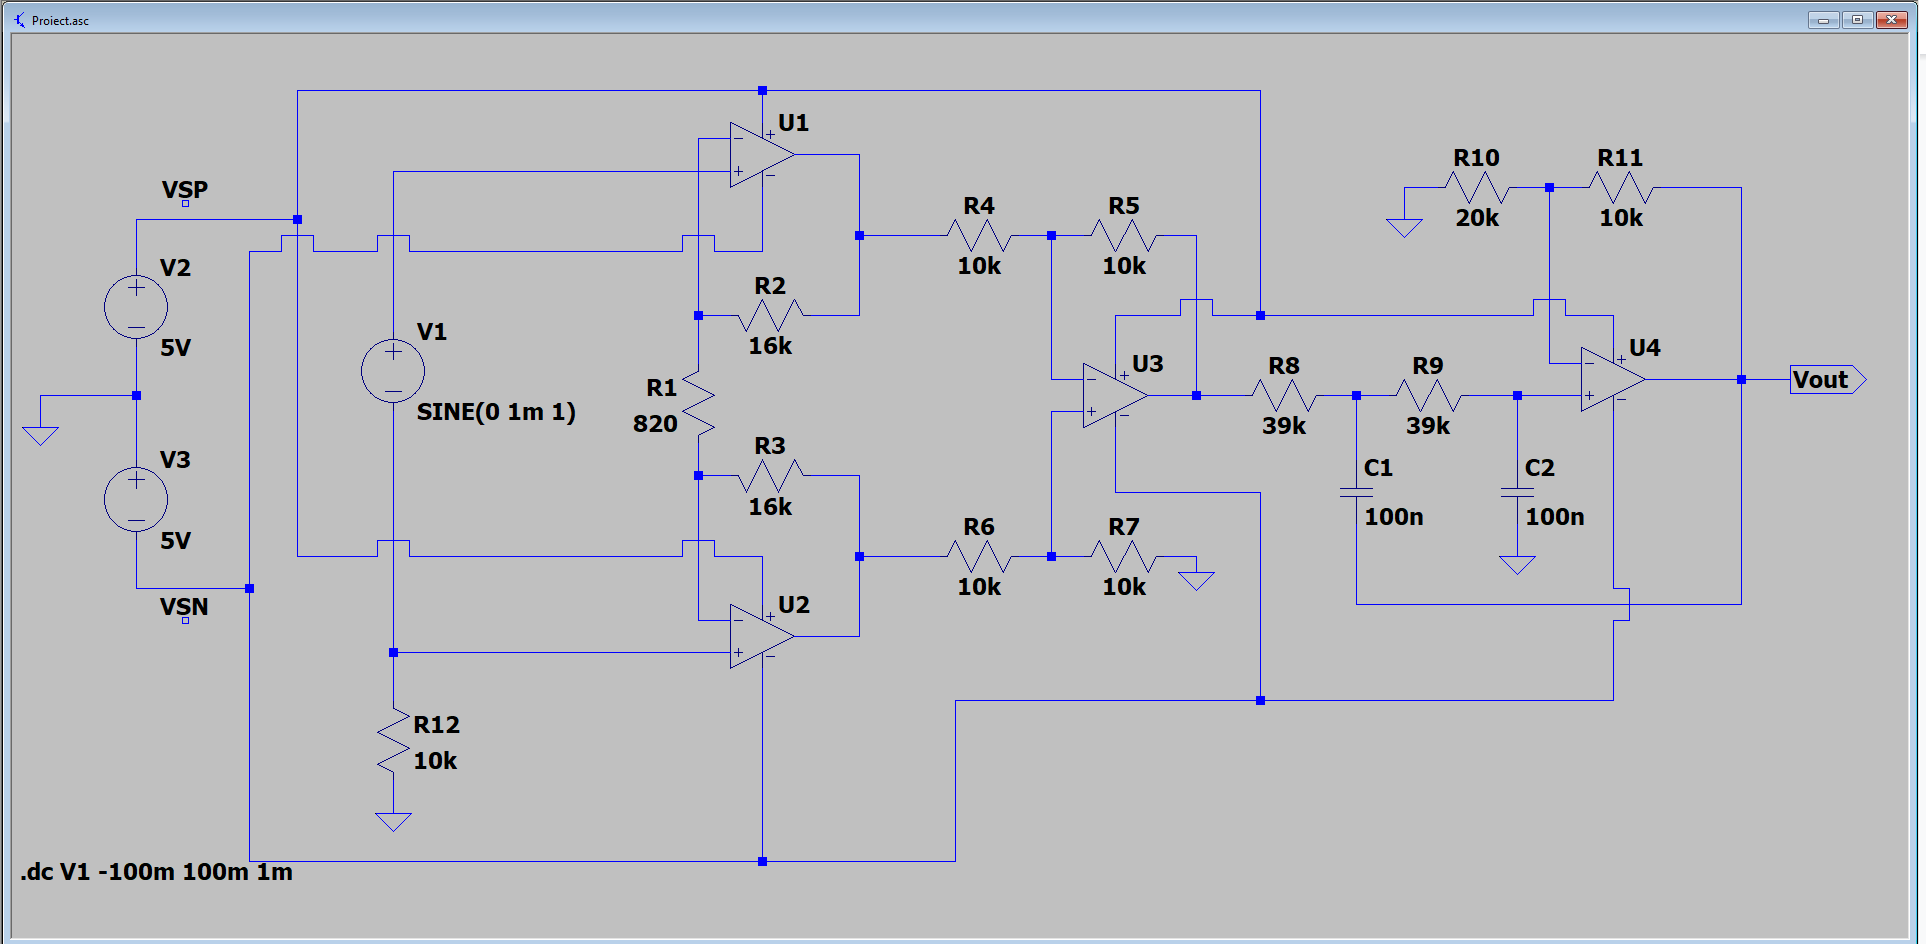 Proiect.asc
VSP
V2
5V
V3
5V
VSN
V1
SINE(0 1m 1)
R12
10k
U1
R2
16k
R1
820
R3
16k
U2
R4
10k
R5
10k
R6
10k
R7
10k
U3
R8
39k
R9
39k
C1
100n
C2
100n
R10
20k
R11
10k
U4
Vout
.dc V1 -100m 100m 1m